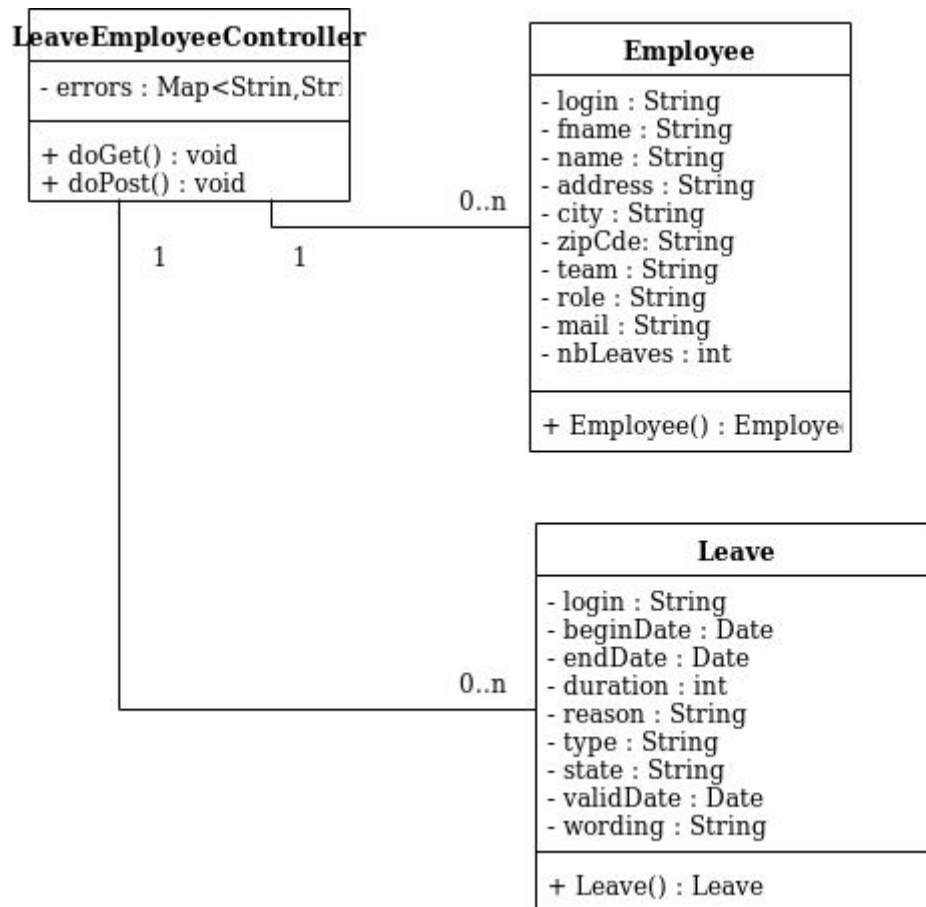 LeaveEmployeeController
- errors : Map<Strin,Stri
+ doGet() : void
+ doPost() : void
1
1
0..n
Employee
- login : String
- fname : String
- name : String
- address : String
- city : String
- zipCde: String
- team : String
- role : String
- mail : String
- nbLeaves : int
+ Employee() : Employe
0..n
Leave
- login : String
- beginDate : Date
- endDate : Date
- duration : int
- reason : String
- type : String
- state : String
- validDate : Date
- wording : String
+ Leave() : Leave